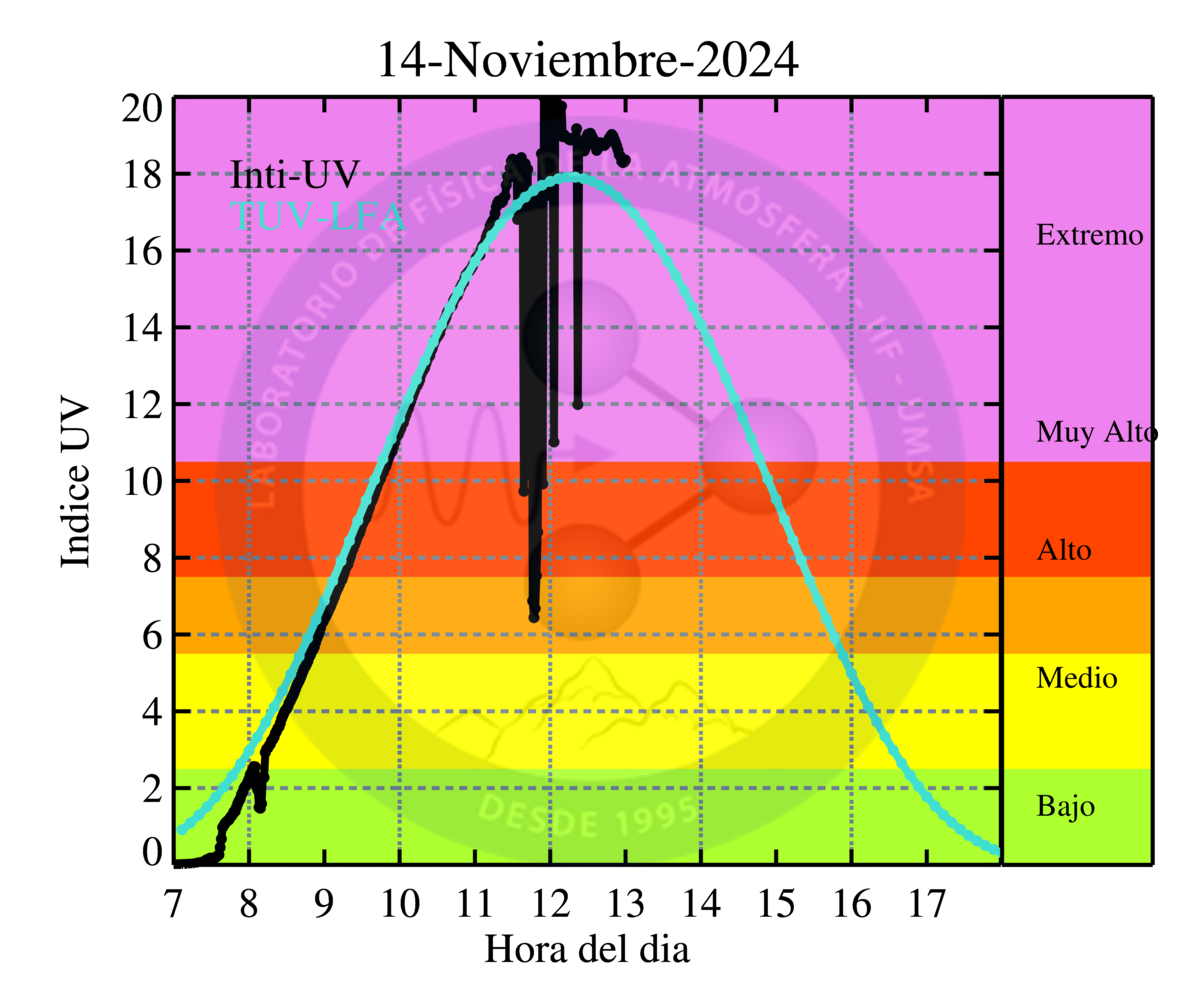 14-Noviembre-2024
Inti-UV
TUV-LFA
LABORATORIO DE FÍSICA DE LA ATMÓSFERA - IIF - UMSA
DESDE 1995
Indice UV
20
18
16
14
12
10
8
6
4
2
0
Extremo
Muy Alto
Alto
Medio
Bajo
7 8 9 10 11 12 13 14 15 16 17
Hora del dia